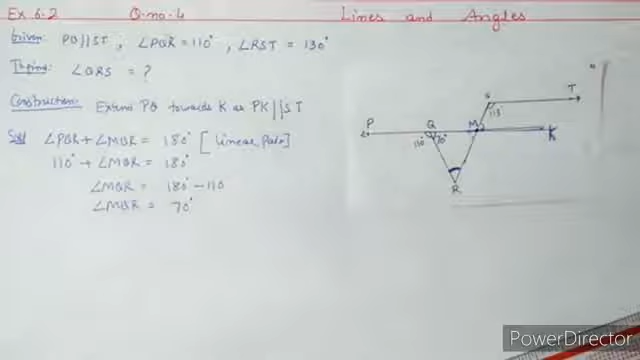 Ex 6.2 Q.no.4 Lines and Angles
Given: PQ||ST, ∠PQR = 110°, ∠RST = 130°
To find: ∠QRS = ?
Construction: Extend PQ towards K as PK||ST
Sol ∠PQR + ∠MQR = 180° [Linear Pair]
110° + ∠MQR = 180°
∠MQR = 180° - 110
∠MQR = 70°
S T
P Q M K
110° 70°
R
PowerDirector